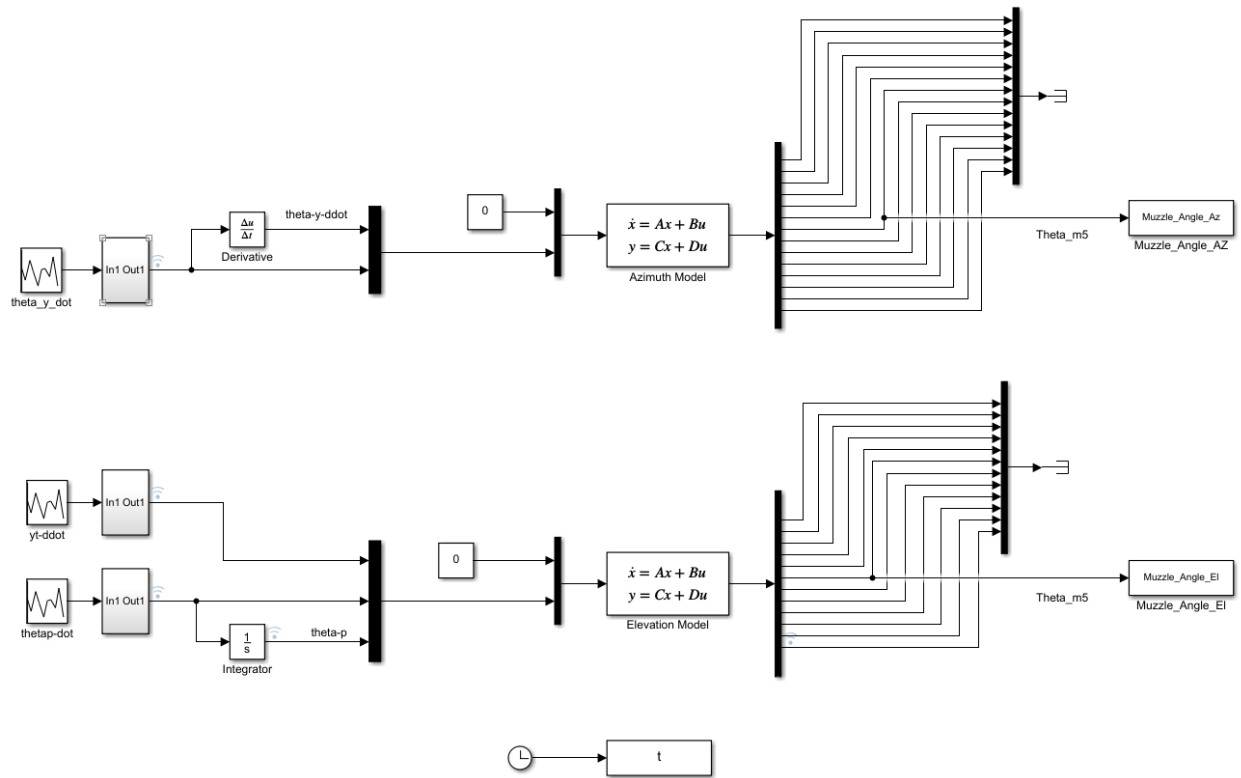 theta_y_dot
In1 Out1
Δu
Δt
Derivative
theta-y-ddot
0
ẋ = Ax + Bu
y = Cx + Du
Azimuth Model
Theta_m5
Muzzle_Angle_Az
Muzzle_Angle_AZ
yt-ddot
In1 Out1
thetap-dot
In1 Out1
1
s
Integrator
theta-p
0
ẋ = Ax + Bu
y = Cx + Du
Elevation Model
Theta_m5
Muzzle_Angle_El
Muzzle_Angle_El
t